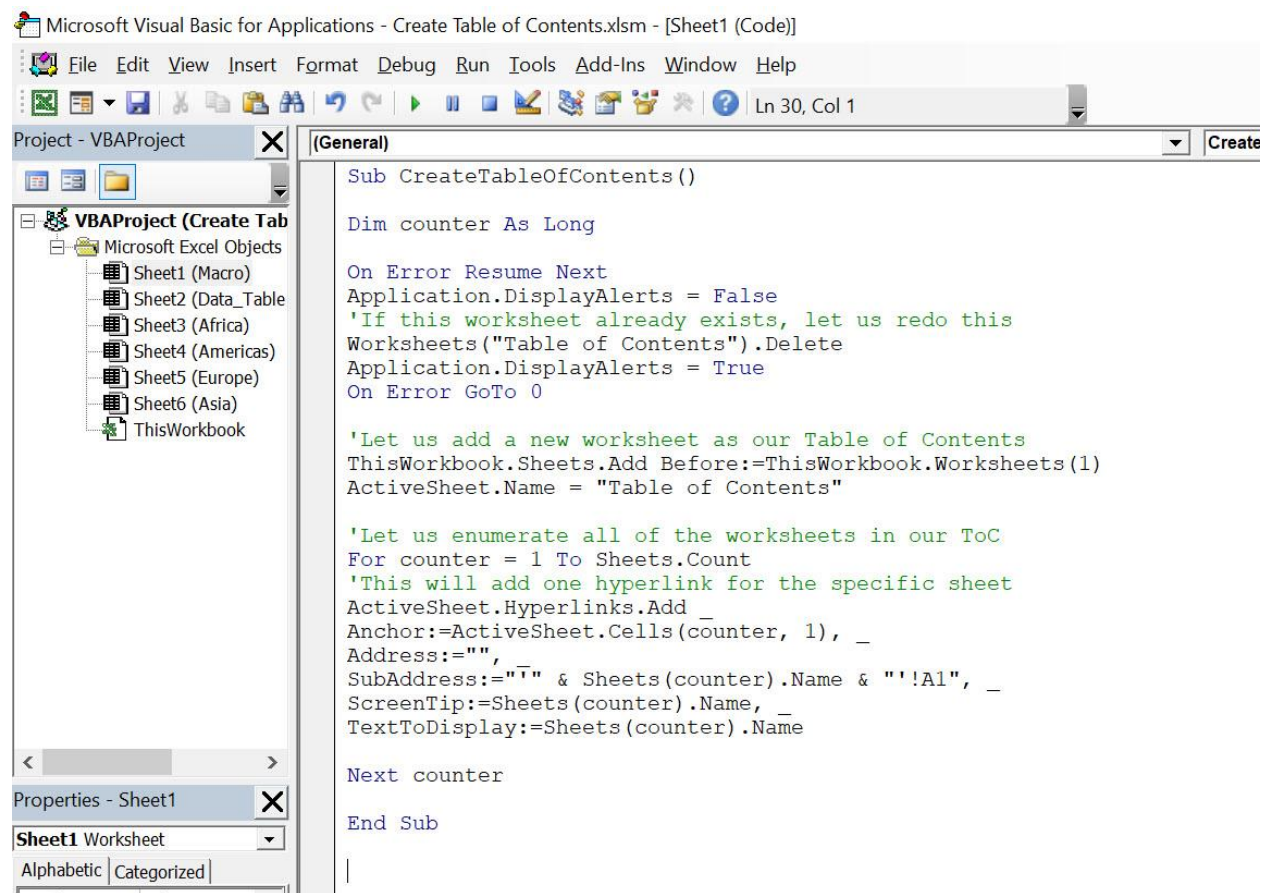 Microsoft Visual Basic for Applications - Create Table of Contents.xlsm - [Sheet1 (Code)]
File Edit View Insert Format Debug Run Tools Add-Ins Window Help
Ln 30, Col 1
Project - VBAProject
(General)
Create
VBAProject (Create Tab
Microsoft Excel Objects
Sheet1 (Macro)
Sheet2 (Data_Table
Sheet3 (Africa)
Sheet4 (Americas)
Sheet5 (Europe)
Sheet6 (Asia)
ThisWorkbook
Properties - Sheet1
Sheet1 Worksheet
Alphabetic Categorized
Sub CreateTableOfContents()
Dim counter As Long
On Error Resume Next
Application.DisplayAlerts = False
'If this worksheet already exists, let us redo this
Worksheets("Table of Contents").Delete
Application.DisplayAlerts = True
On Error GoTo 0
'Let us add a new worksheet as our Table of Contents
ThisWorkbook.Sheets.Add Before:=ThisWorkbook.Worksheets(1)
ActiveSheet.Name = "Table of Contents"
'Let us enumerate all of the worksheets in our ToC
For counter = 1 To Sheets.Count
'This will add one hyperlink for the specific sheet
ActiveSheet.Hyperlinks.Add _
Anchor:=ActiveSheet.Cells(counter, 1), _
Address:="", _
SubAddress:="'" & Sheets(counter).Name & "'!A1", _
ScreenTip:=Sheets(counter).Name, _
TextToDisplay:=Sheets(counter).Name
Next counter
End Sub